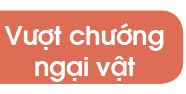 Vượt chướng
ngại vật